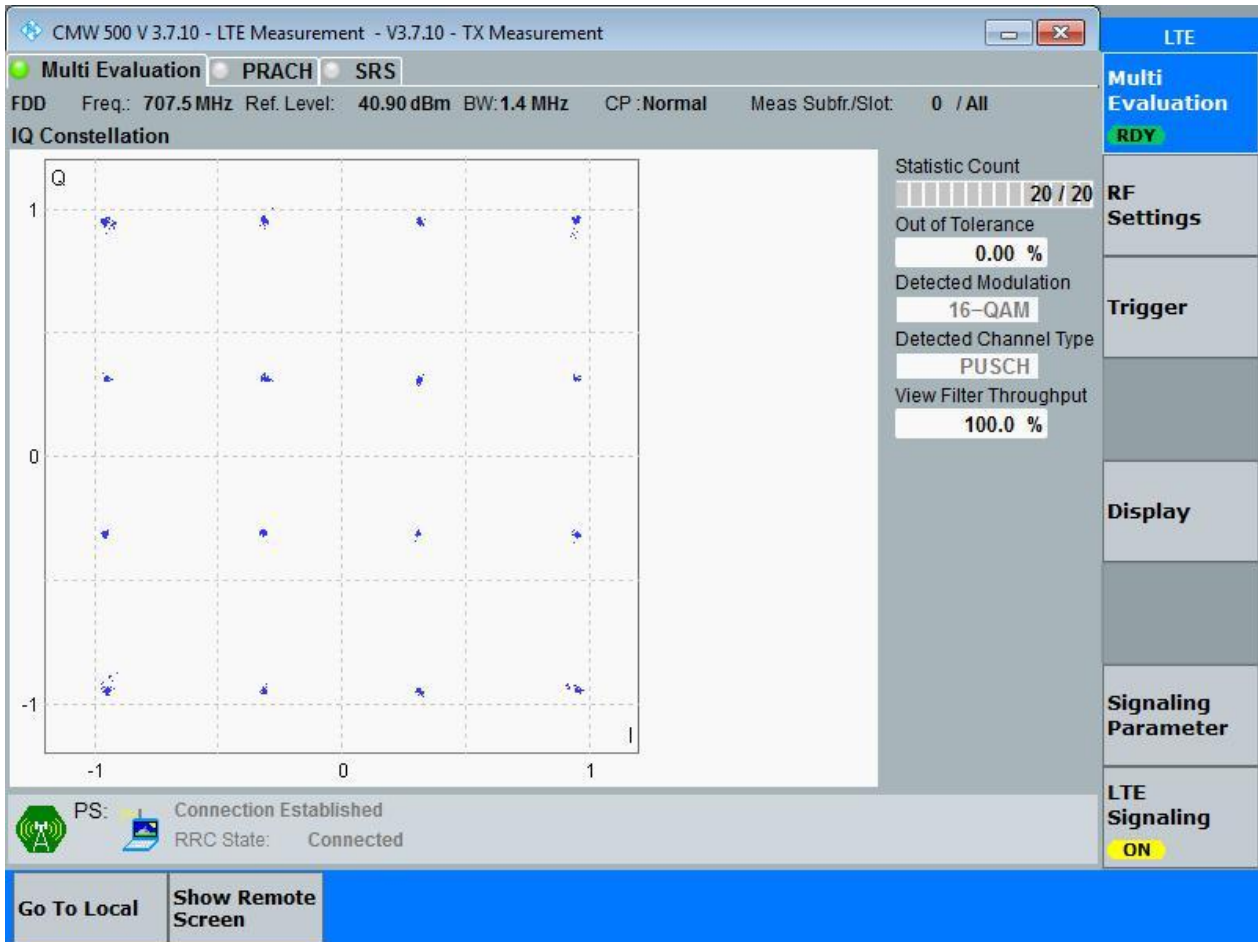 CMW 500 V 3.7.10 - LTE Measurement - V3.7.10 - TX Measurement
LTE
Multi Evaluation PRACH SRS
FDD Freq.: 707.5 MHz Ref. Level: 40.90 dBm BW: 1.4 MHz CP : Normal Meas Subfr./Slot: 0 / All
IQ Constellation
Q
1
0
-1
I
-1 0 1
Statistic Count
20 / 20
Out of Tolerance
0.00 %
Detected Modulation
16-QAM
Detected Channel Type
PUSCH
View Filter Throughput
100.0 %
Multi
Evaluation
RDY
RF
Settings
Trigger
Display
Signaling
Parameter
LTE
Signaling
ON
PS: Connection Established
RRC State: Connected
Go To Local
Show Remote
Screen